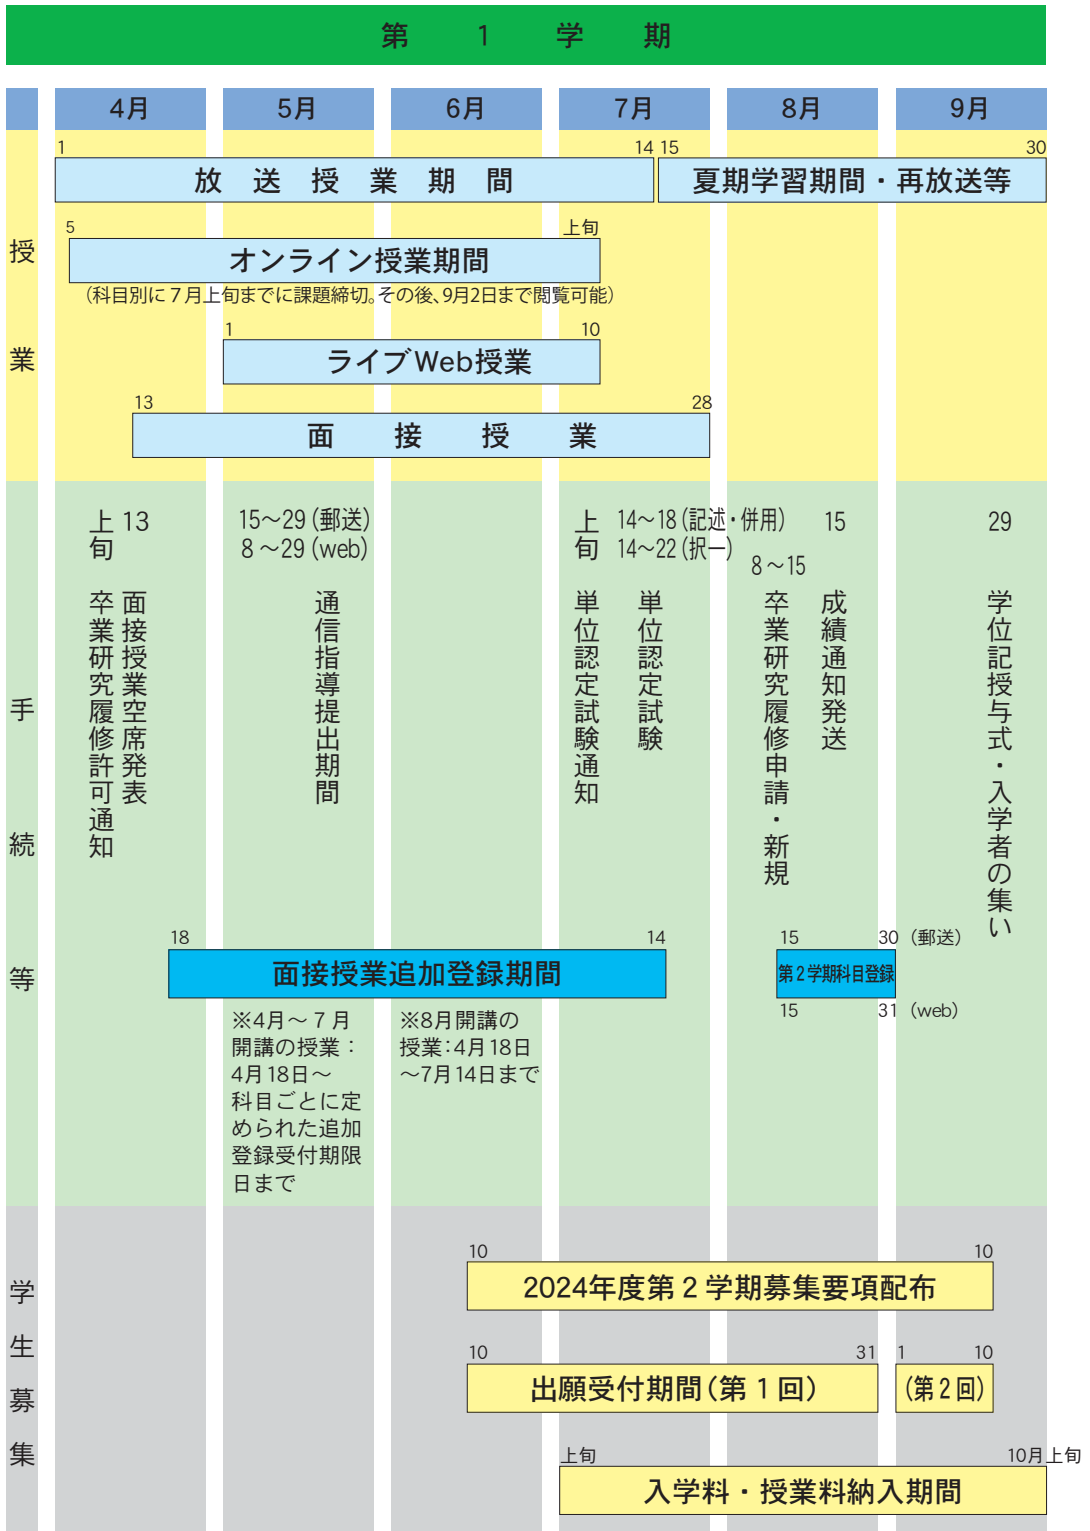 第1学期
4月 5月 6月 7月 8月 9月
授業
1 14 15 30
放送授業期間 夏期学習期間・再放送等
5 上旬
オンライン授業期間
（科目別に７月上旬までに課題締切。その後、9月2日まで閲覧可能）
1 10
ライブWeb授業
13 28
面接授業
手続等
上旬
卒業研究履修許可通知
13
面接授業空席発表
15～29（郵送）
8～29（web）
通信指導提出期間
上旬
単位認定試験通知
14～18（記述・併用）
14～22（択一）
単位認定試験
8～15
卒業研究履修申請・新規
15
成績通知発送
29
学位記授与式・入学者の集い
18 14
面接授業追加登録期間
※4月～７月
開講の授業：
4月18日～
科目ごとに定
められた追加
登録受付期限
日まで
※8月開講の
授業：4月18日
～7月14日まで
15 30（郵送）
第２学期科目登録
15 31（web）
学生募集
10 10
2024年度第２学期募集要項配布
10 31 1 10
出願受付期間（第１回） （第２回）
上旬 10月上旬
入学料・授業料納入期間